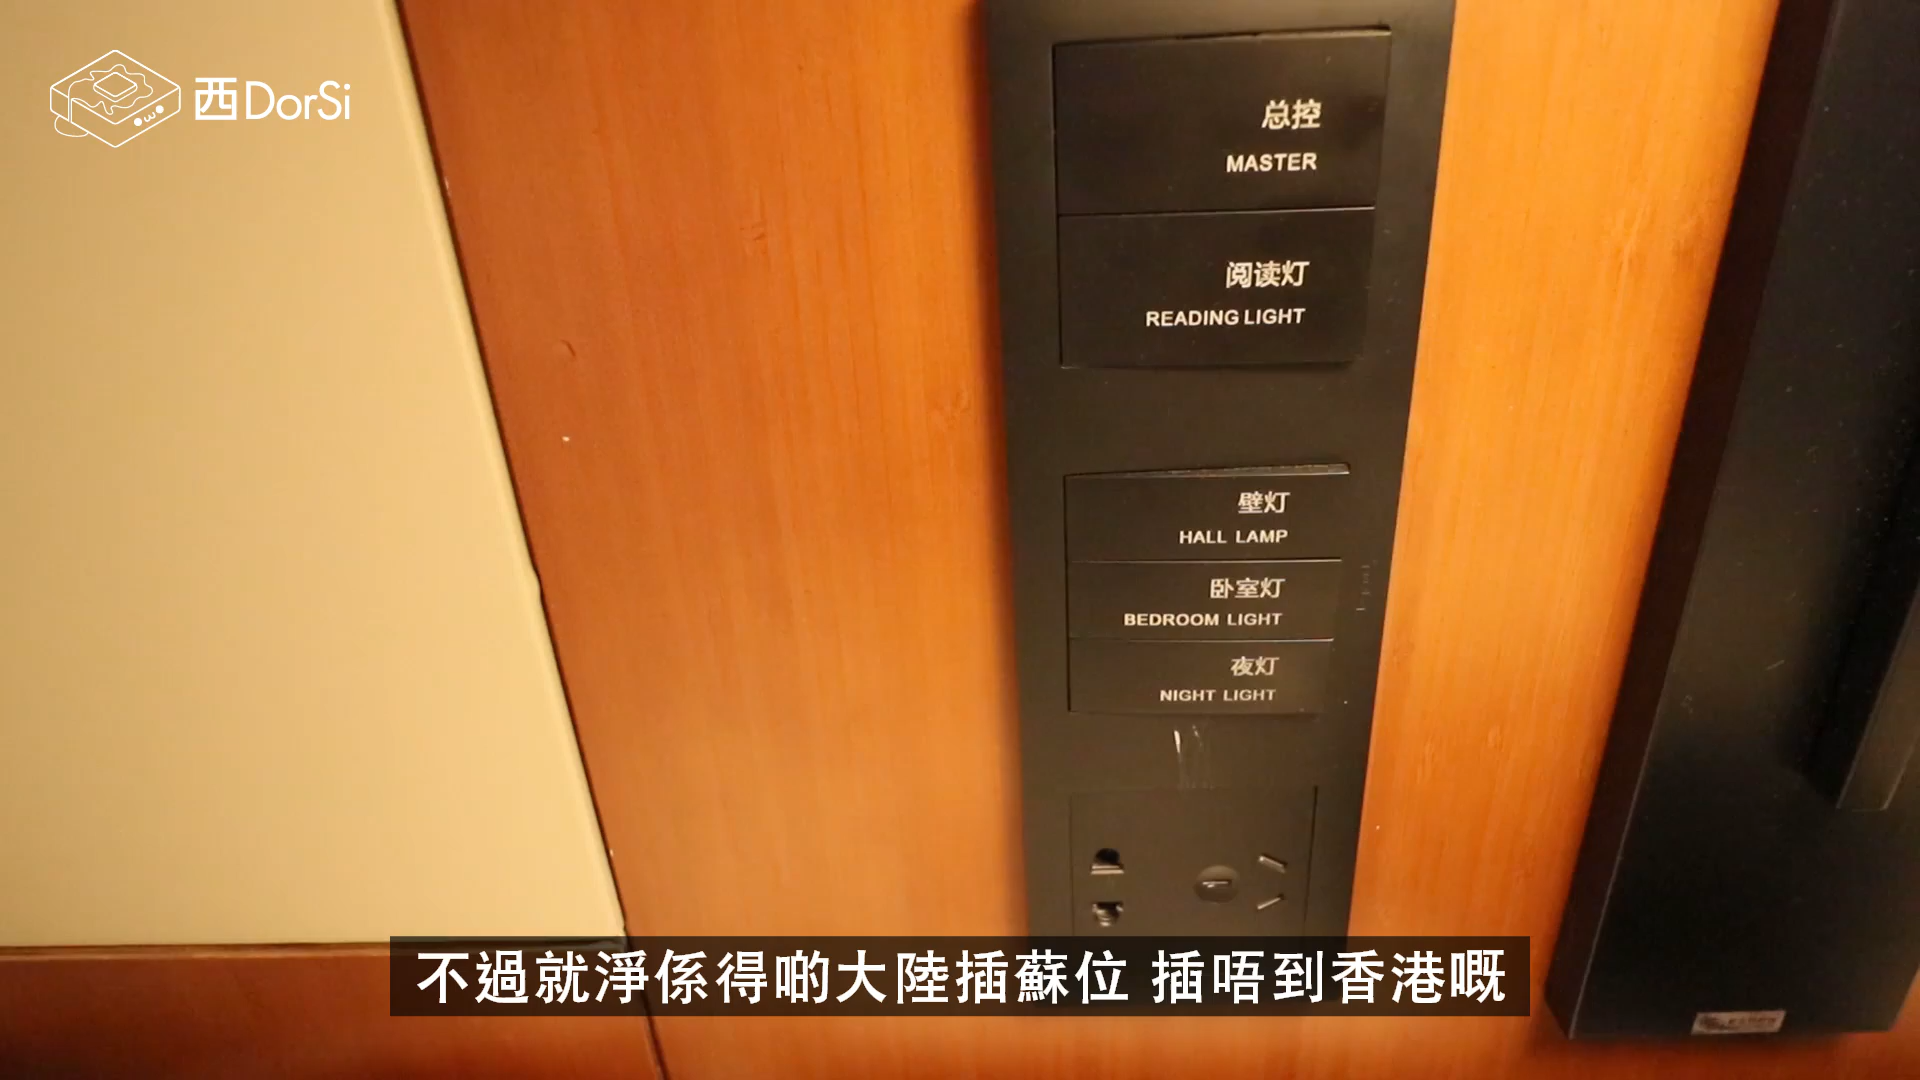 西DorSi
总控
MASTER
阅读灯
READING LIGHT
壁灯
HALL LAMP
卧室灯
BEDROOM LIGHT
夜灯
NIGHT LIGHT
不過就淨係得啲大陸插蘇位 插唔到香港嘅